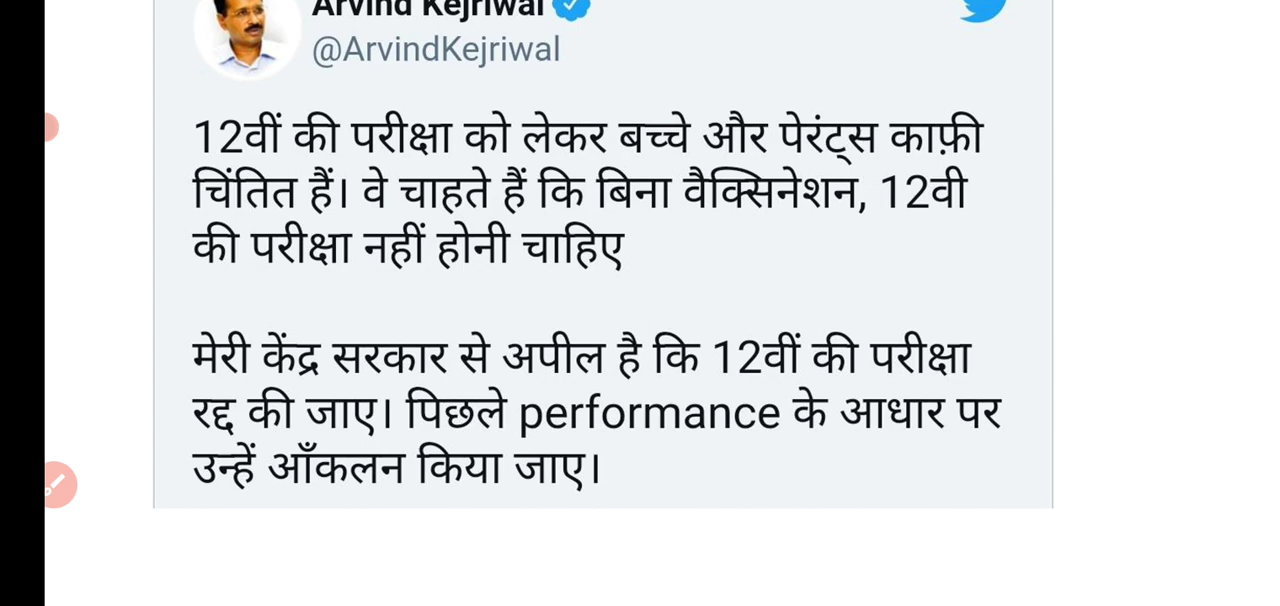 Arvind Kejriwal
@ArvindKejriwal
12वीं की परीक्षा को लेकर बच्चे और पेरंट्स काफ़ी
चिंतित हैं। वे चाहते हैं कि बिना वैक्सिनेशन, 12वी
की परीक्षा नहीं होनी चाहिए
मेरी केंद्र सरकार से अपील है कि 12वीं की परीक्षा
रद्द की जाए। पिछले performance के आधार पर
उन्हें आँकलन किया जाए।